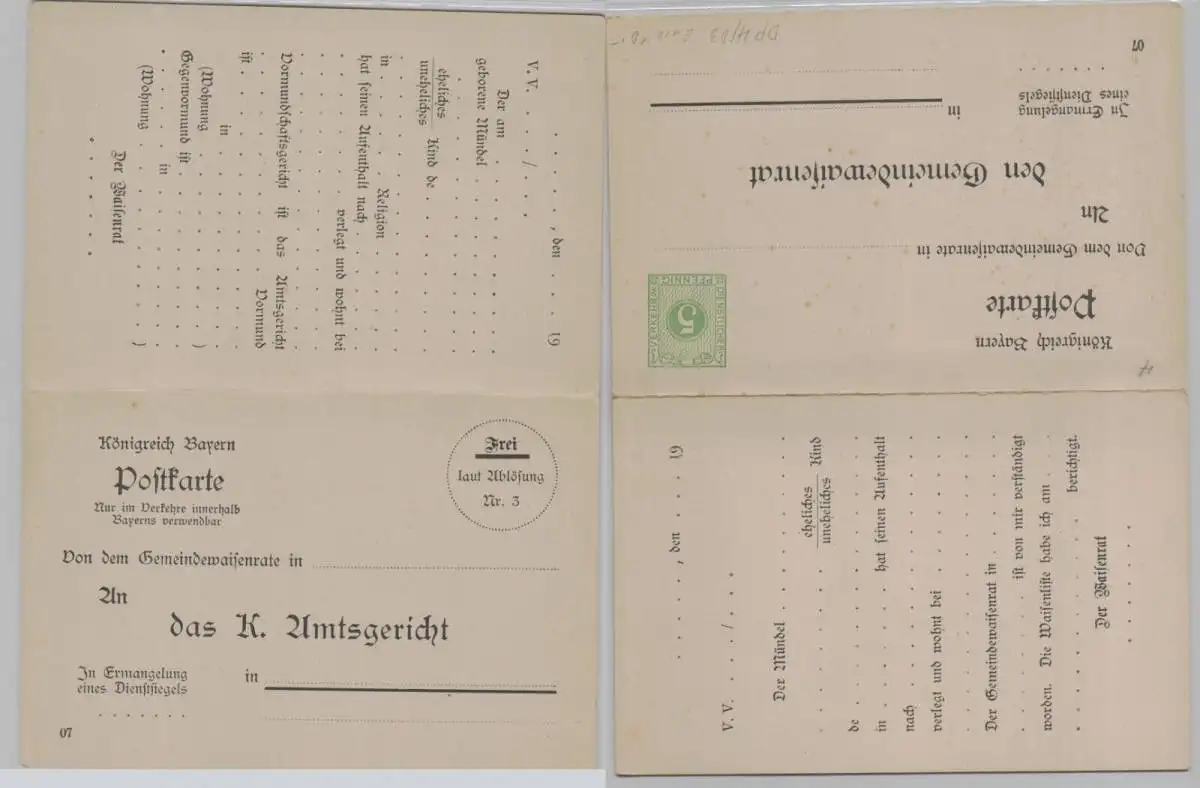 V. V. . . . / . . . . . . . . , den . . . . 19
Der am . . . . . . . . . . .
geborene Mündel . . . . . . . . .
eheliches
uneheliches Kind de . . . . . . . .
in . . . . . . Religion . . . . . .
hat seinen Aufenthalt nach . . . . . .
. . . . . . verlegt und wohnt bei
Vormundschaftsgericht ist das Amtsgericht
. . . . . . . . . . Vormund
ist . . . . . . . . . . . .
(Wohnung . . in . . . . . . )
Gegenvormund ist . . . . . . . .
. . . . . . in . . . . . .
(Wohnung . . . . . . . . . )
Der Waisenrat
. . . . . .
Königreich Bayern
Postkarte
Nur im Verkehre innerhalb
Bayerns verwendbar
Frei
laut Ablösung
Nr. 3
Von dem Gemeindewaisenrate in
An
das K. Amtsgericht
In Ermangelung
eines Dienstsiegels
in
07
Königreich Bayern
Postkarte
DIENSTLICHER
VERKEHR
5
PFENNIG
Von dem Gemeindewaisenrate in
An
den Gemeindewaisenrat
In Ermangelung
eines Dienstsiegels
in
07
V. V. . . . / . . . . . . . . , den . . . . 19
Der Mündel . . . . . . . . . . .
. . . . . . . . . eheliches
uneheliches Kind
de . . . . . . . . . . . .
in . . . . . . hat seinen Aufenthalt
nach . . . . . . . . . . .
verlegt und wohnt bei . . . . . . .
Der Gemeindewaisenrat in . . . . . .
. . . . . . ist von mir verständigt
worden. Die Waisenliste habe ich am . . .
. . . . . . . . . . berichtigt.
Der Waisenrat
. . . . . .